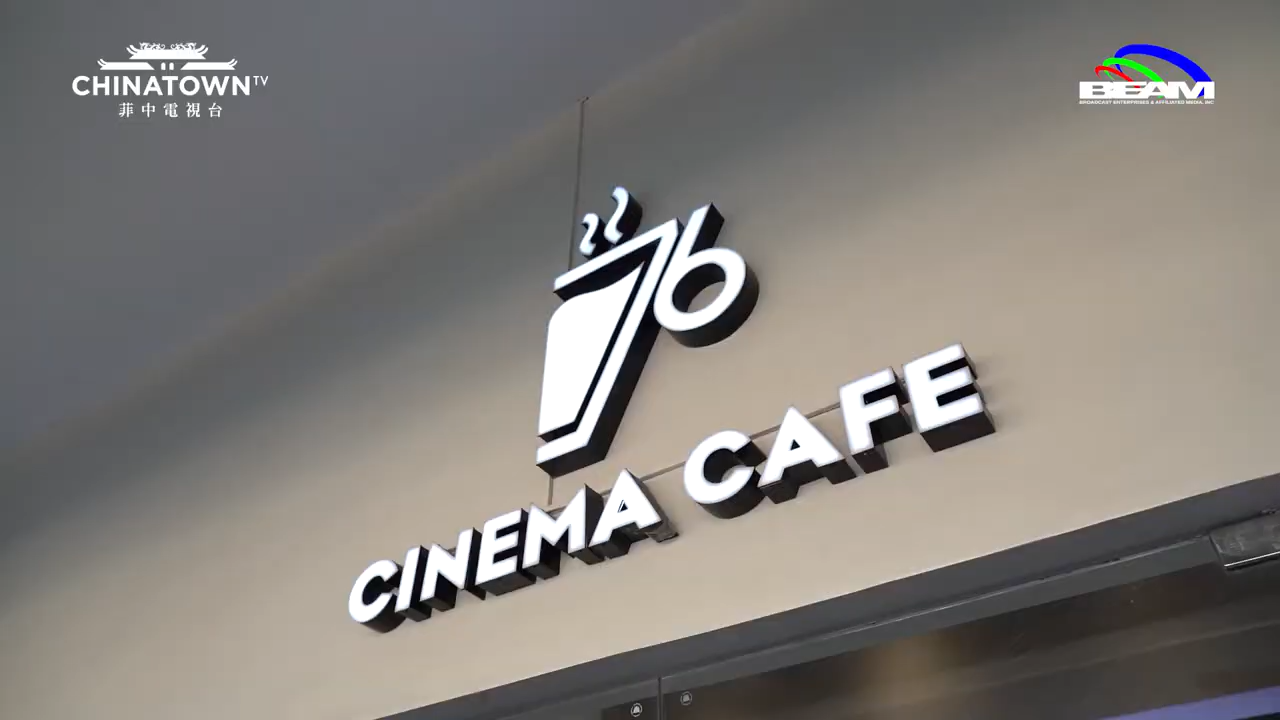 CHINATOWN TV
菲中電視台
BEAM
BROADCAST ENTERPRISES & AFFILIATED MEDIA, INC
76
CINEMA CAFE